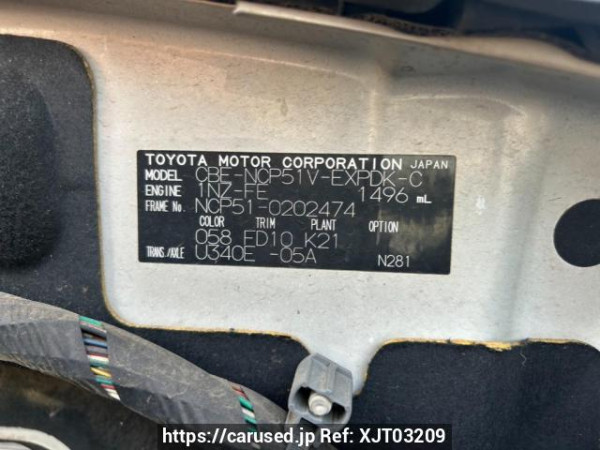 TOYOTA MOTOR CORPORATION JAPAN
MODEL CBE-NCP51V-EXPDK-C
ENGINE 1NZ-FE 1496 mL
FRAME No. NCP51-0202474
COLOR TRIM PLANT OPTION
058 FD10 K21
TRANS./AXLE U340E -05A N281
https://carused.jp Ref: XJT03209